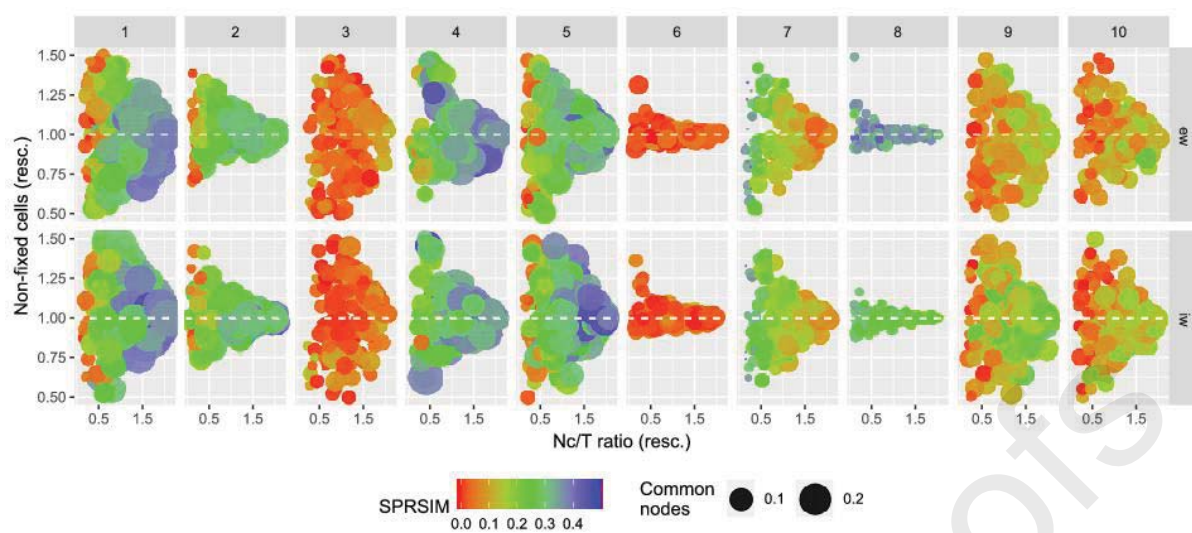 1 2 3 4 5 6 7 8 9 10
1.50
1.25
1.00
0.75
0.50
ew
1.50
1.25
1.00
0.75
0.50
iw
Non-fixed cells (resc.)
0.5 1.5 0.5 1.5 0.5 1.5 0.5 1.5 0.5 1.5 0.5 1.5 0.5 1.5 0.5 1.5 0.5 1.5 0.5 1.5
Nc/T ratio (resc.)
SPRSIM
0.0 0.1 0.2 0.3 0.4
Common
nodes
0.1 0.2
ofs